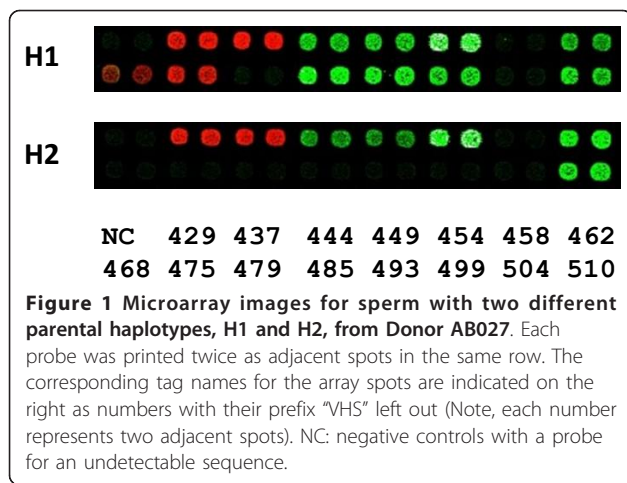 H1
H2
NC 429 437 444 449 454 458 462
468 475 479 485 493 499 504 510
Figure 1 Microarray images for sperm with two different
parental haplotypes, H1 and H2, from Donor AB027. Each
probe was printed twice as adjacent spots in the same row. The
corresponding tag names for the array spots are indicated on the
right as numbers with their prefix "VHS" left out (Note, each number
represents two adjacent spots). NC: negative controls with a probe
for an undetectable sequence.